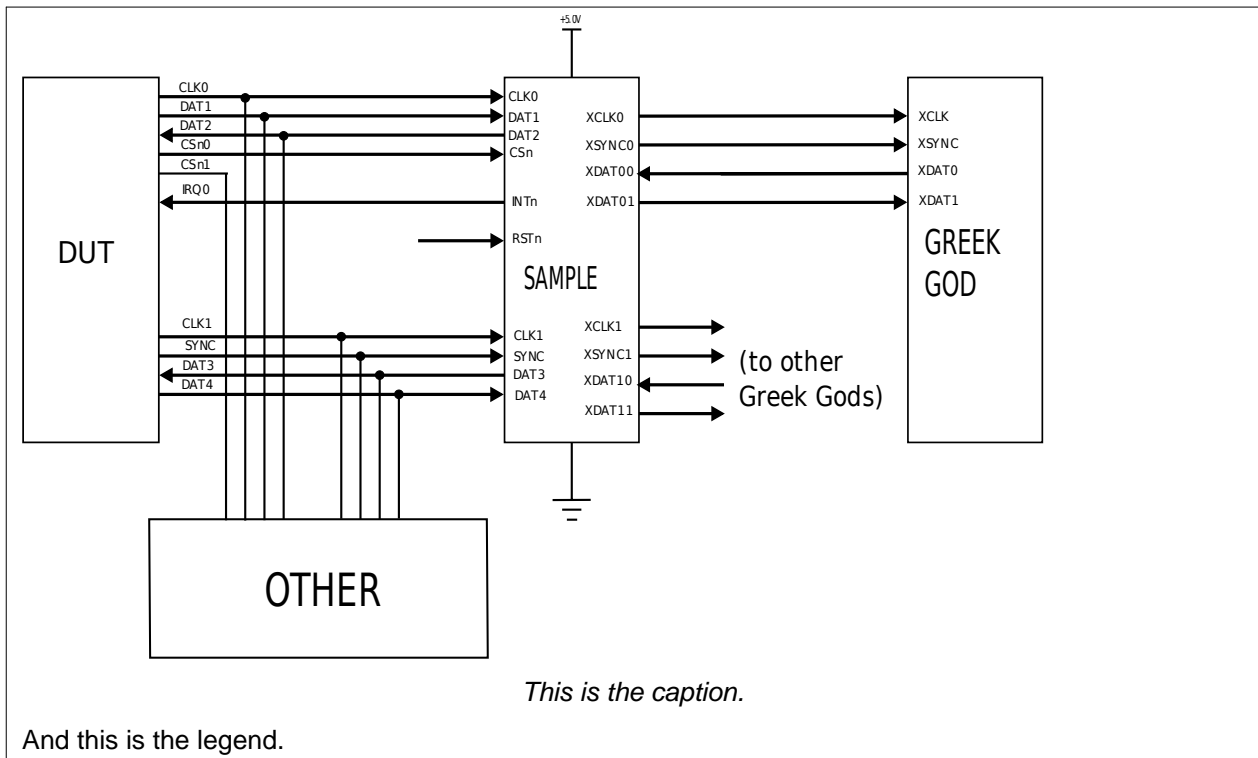 +5.0V
CLK0
DAT1
DAT2
CSn0
CSn1
IRQ0
DUT
CLK1
SYNC
DAT3
DAT4
CLK0
DAT1
DAT2
CSn
INTn
RSTn
SAMPLE
CLK1
SYNC
DAT3
DAT4
XCLK0
XSYNC0
XDAT00
XDAT01
XCLK1
XSYNC1
XDAT10
XDAT11
(to other
Greek Gods)
XCLK
XSYNC
XDAT0
XDAT1
GREEK
GOD
OTHER
This is the caption.
And this is the legend.